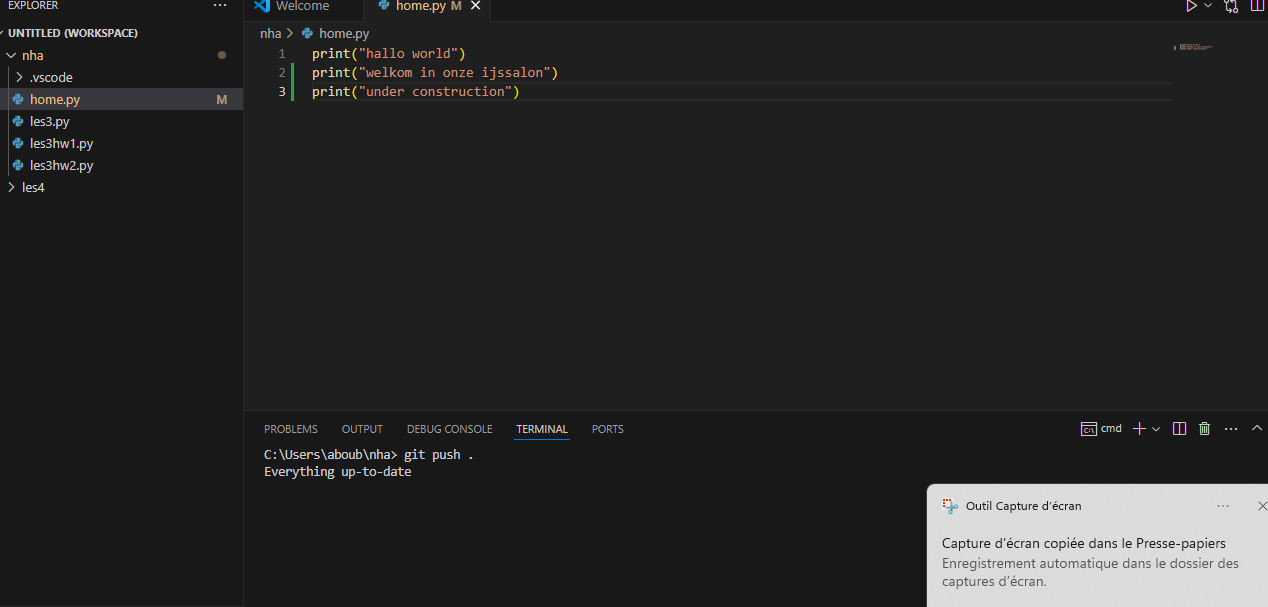 EXPLORER
Welcome
home.py M
UNTITLED (WORKSPACE)
nha
.vscode
home.py M
les3.py
les3hw1.py
les3hw2.py
les4
nha > home.py
1 print("hallo world")
2 print("welkom in onze ijssalon")
3 print("under construction")
PROBLEMS OUTPUT DEBUG CONSOLE TERMINAL PORTS
cmd
C:\Users\aboub\nha> git push .
Everything up-to-date
Outil Capture d'écran
Capture d'écran copiée dans le Presse-papiers
Enregistrement automatique dans le dossier des
captures d'écran.